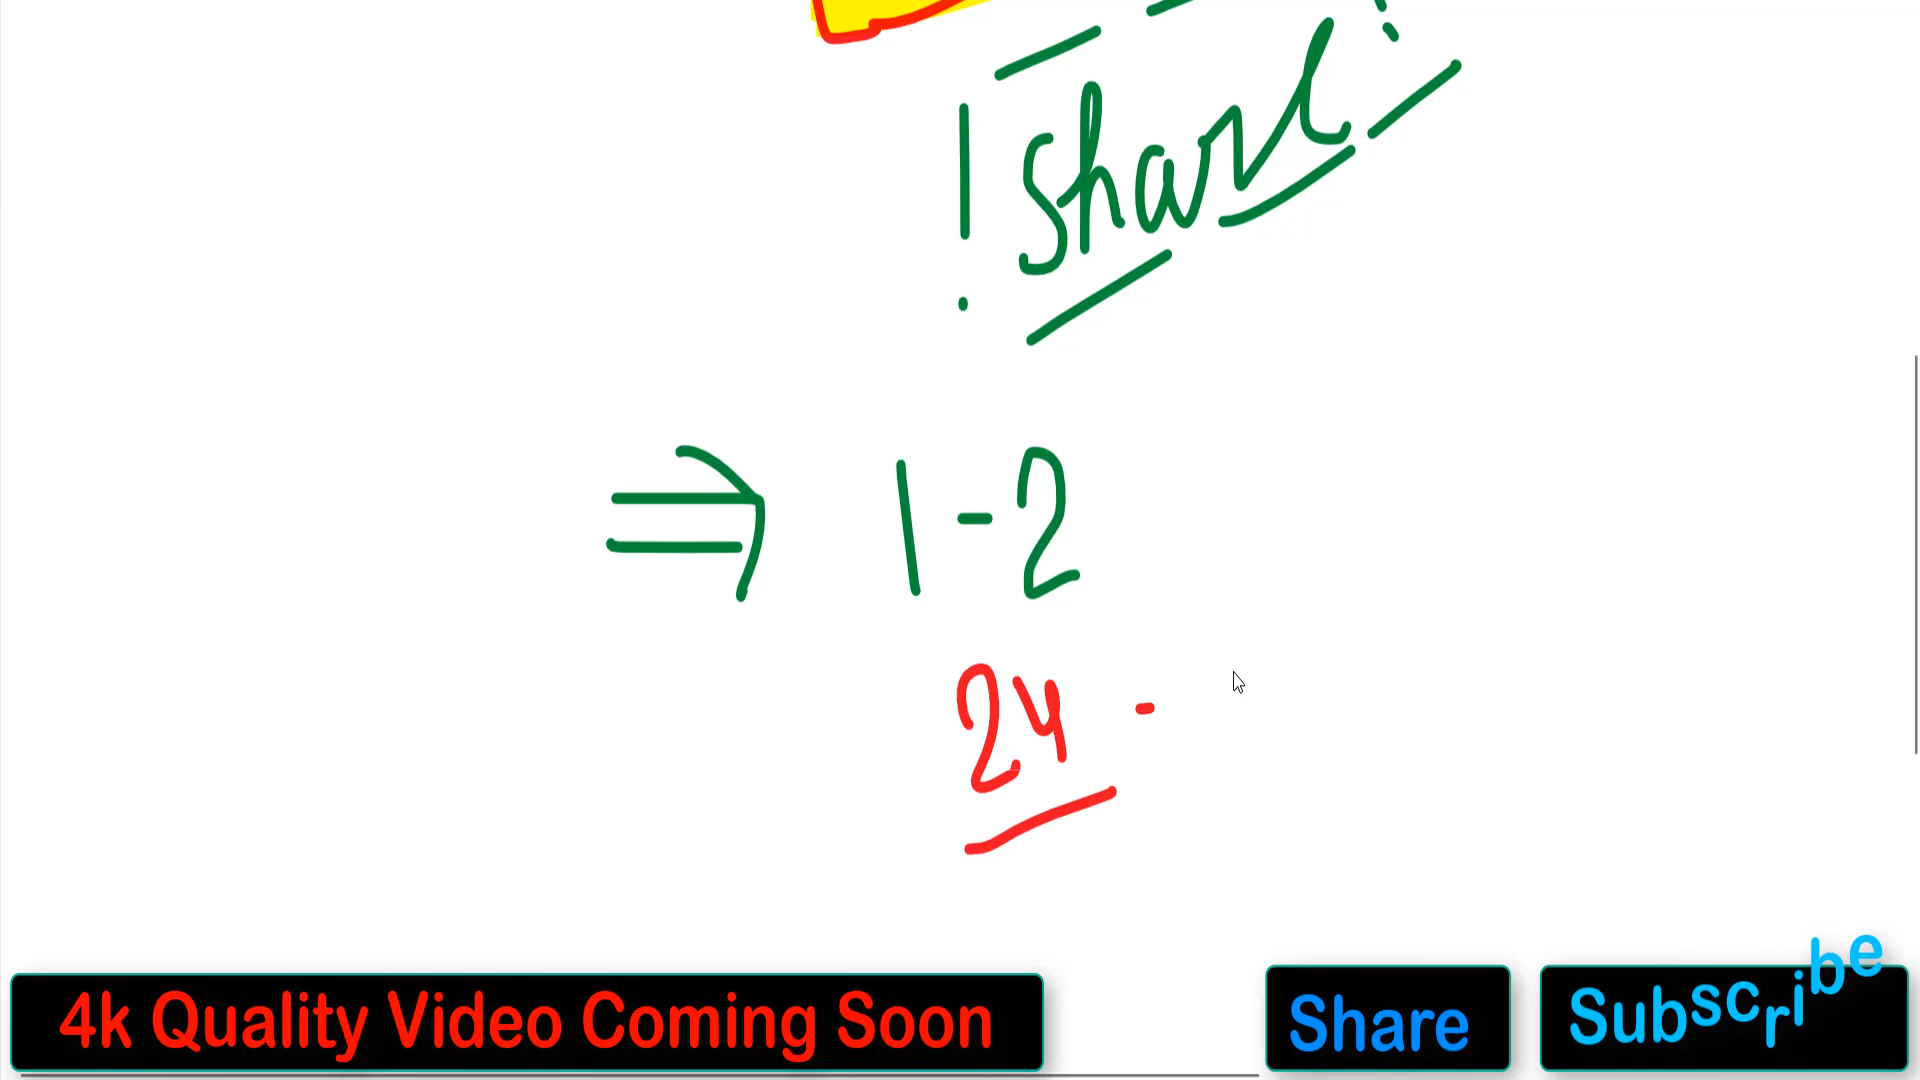 ! Share
⇒ 1-2
24 -
4k Quality Video Coming Soon
Share
Subscribe